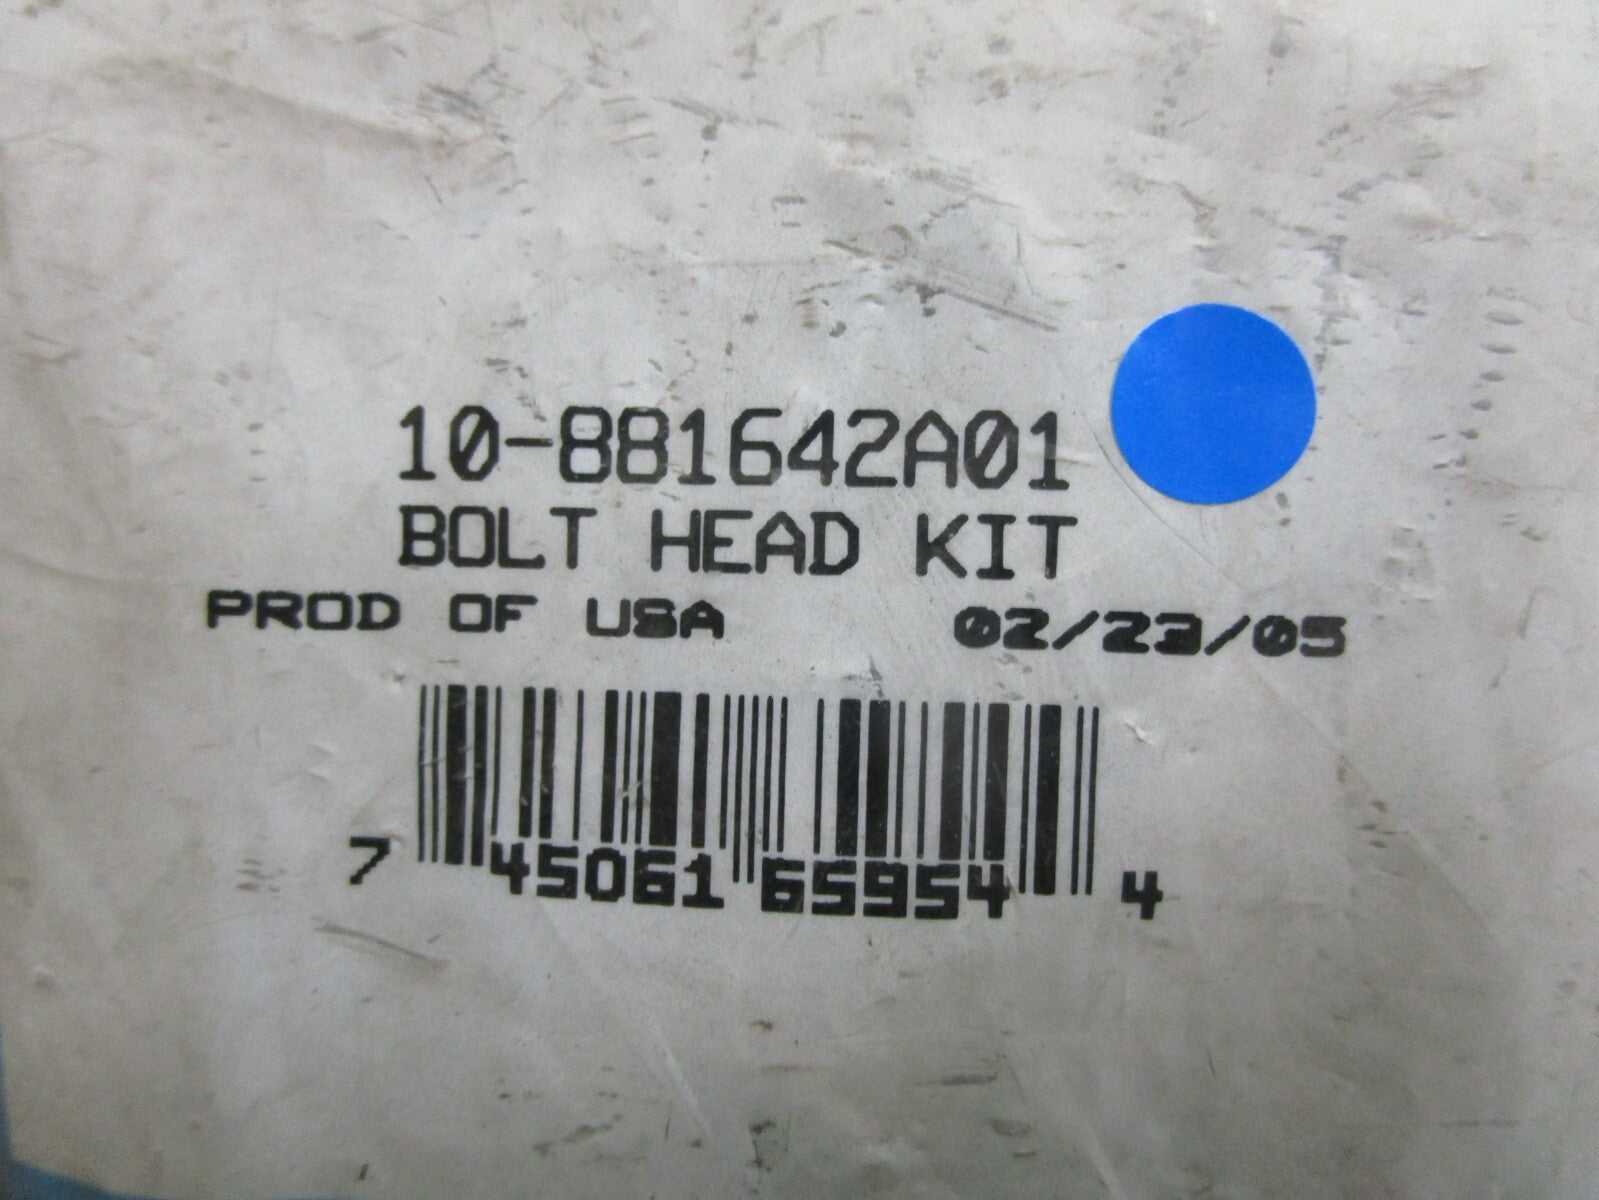 10-881642A01
BOLT HEAD KIT
PROD OF USA 02/23/05
7 45061 65954 4